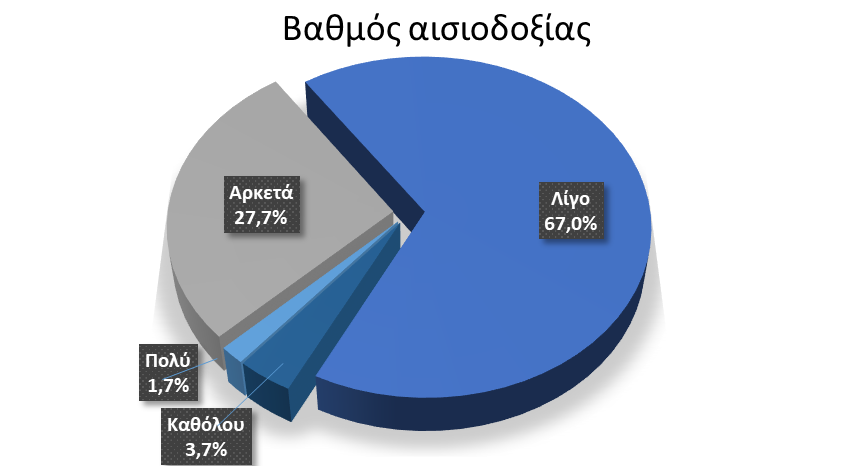 Βαθμός αισιοδοξίας
Αρκετά
27,7%
Λίγο
67,0%
Πολύ
1,7%
Καθόλου
3,7%